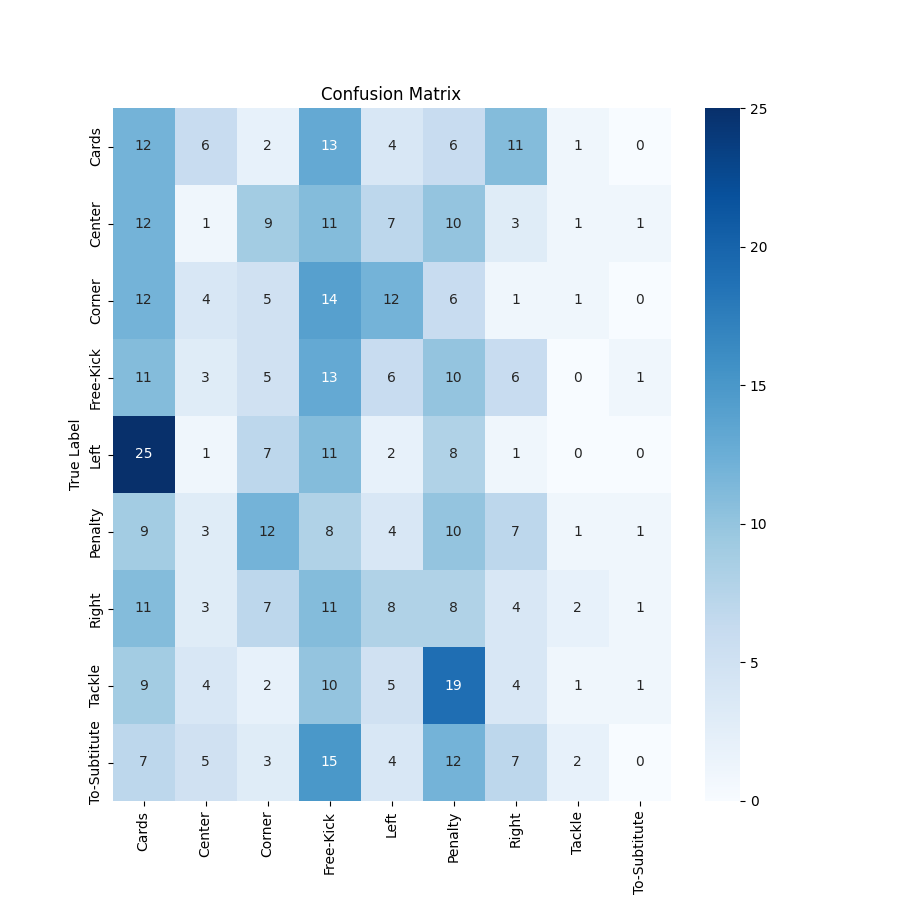 Confusion Matrix
True Label
Cards 12 6 2 13 4 6 11 1 0
Center 12 1 9 11 7 10 3 1 1
Corner 12 4 5 14 12 6 1 1 0
Free-Kick 11 3 5 13 6 10 6 0 1
Left 25 1 7 11 2 8 1 0 0
Penalty 9 3 12 8 4 10 7 1 1
Right 11 3 7 11 8 8 4 2 1
Tackle 9 4 2 10 5 19 4 1 1
To-Subtitute 7 5 3 15 4 12 7 2 0
Cards Center Corner Free-Kick Left Penalty Right Tackle To-Subtitute
25
20
15
10
5
0